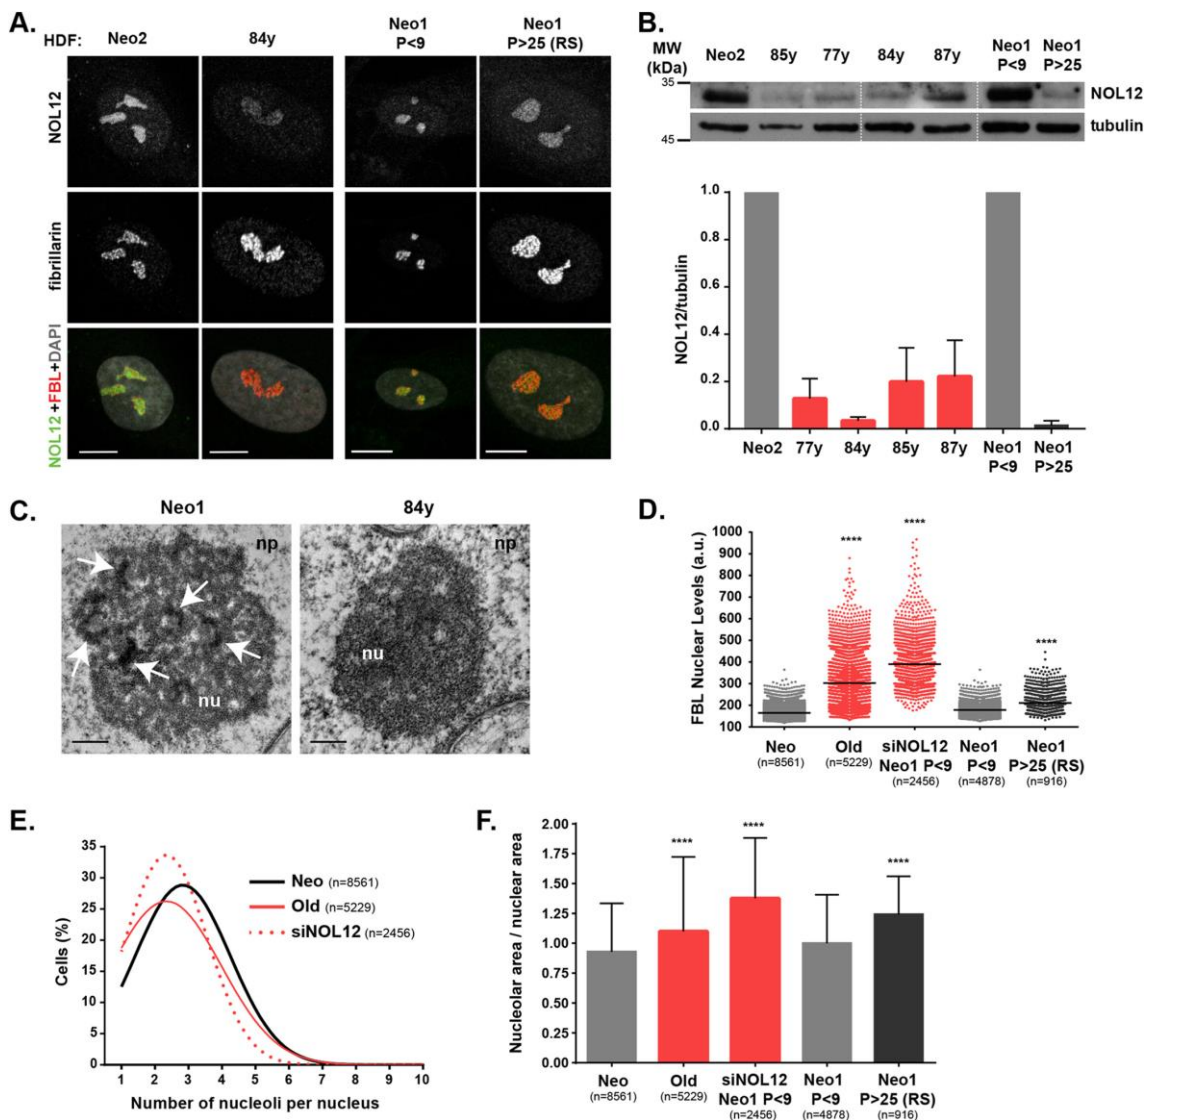 A.
HDF:
Neo2
84y
Neo1
P<9
Neo1
P>25 (RS)
NOL12
fibrillarin
NOL12 +FBL+DAPI
B.
MW
(kDa)
Neo2
85y
77y
84y
87y
Neo1
P<9
Neo1
P>25
35
NOL12
tubulin
45
NOL12/tubulin
1.0
0.8
0.6
0.4
0.2
0.0
Neo2
77y
84y
85y
87y
Neo1
P<9
Neo1
P>25
C.
Neo1
84y
np
nu
np
nu
D.
FBL Nuclear Levels (a.u.)
1000
900
800
700
600
500
400
300
200
100
****
****
****
Neo
(n=8561)
Old
(n=5229)
siNOL12
Neo1 P<9
(n=2456)
Neo1
P<9
(n=4878)
Neo1
P>25 (RS)
(n=916)
E.
Cells (%)
35
30
25
20
15
10
5
0
Neo (n=8561)
Old (n=5229)
siNOL12 (n=2456)
1 2 3 4 5 6 7 8 9 10
Number of nucleoli per nucleus
F.
Nucleolar area / nuclear area
2.00
1.75
1.50
1.25
1.00
0.75
0.50
0.25
0.00
****
****
****
Neo
(n=8561)
Old
(n=5229)
siNOL12
Neo1 P<9
(n=2456)
Neo1
P<9
(n=4878)
Neo1
P>25 (RS)
(n=916)